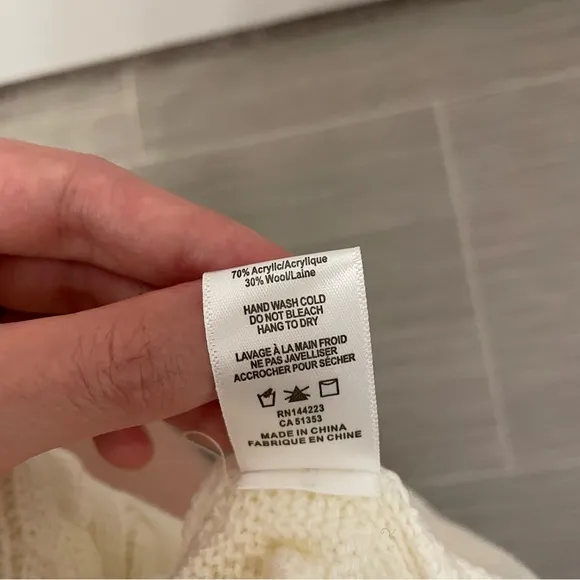 70% Acrylic/Acrylique
30% Wool/Laine
HAND WASH COLD
DO NOT BLEACH
HANG TO DRY
LAVAGE À LA MAIN FROID
NE PAS JAVELLISER
ACCROCHER POUR SÉCHER
RN144223
CA 51353
MADE IN CHINA
FABRIQUE EN CHINE